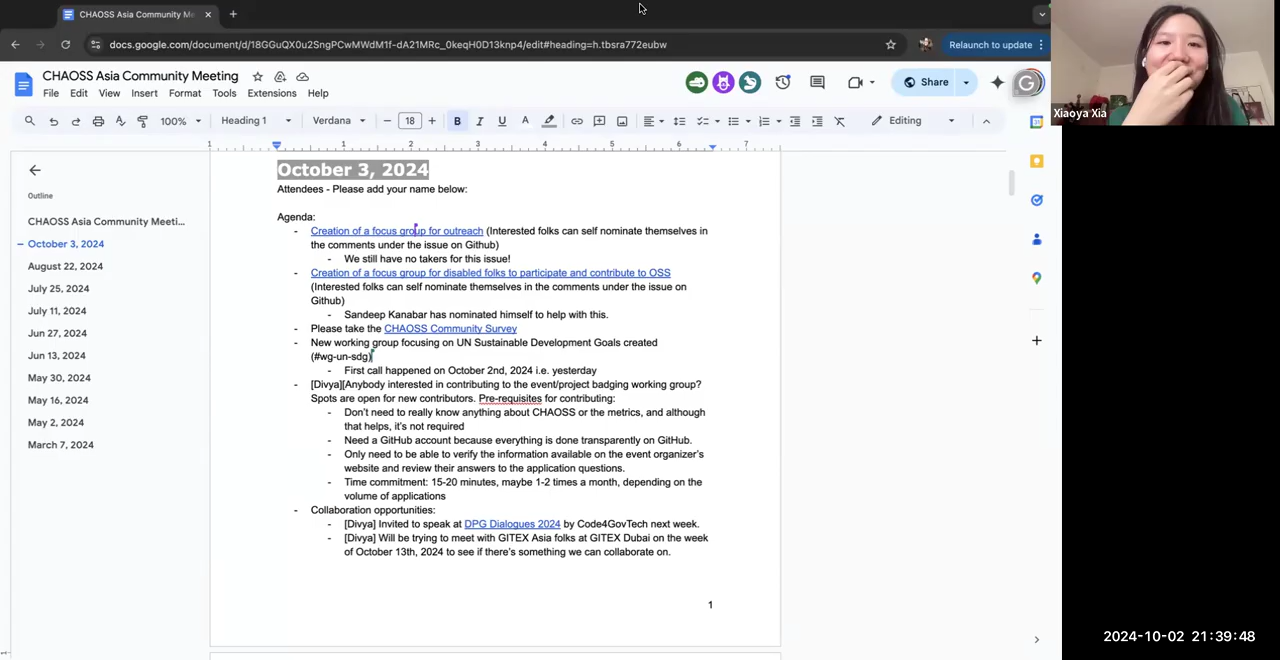 CHAOSS Asia Community Me
docs.google.com/document/d/18GGuQX0u2SngPCwMWdM1f-dA21MRc_0keqH0D13knp4/edit#heading=h.tbsra772eubw
Relaunch to update
CHAOSS Asia Community Meeting
File Edit View Insert Format Tools Extensions Help
Share
G
100% Heading 1 Verdana 18 B I U A Editing
1 1 2 3 4 5 6 7
Outline
CHAOSS Asia Community Meeti...
October 3, 2024
August 22, 2024
July 25, 2024
July 11, 2024
Jun 27, 2024
Jun 13, 2024
May 30, 2024
May 16, 2024
May 2, 2024
March 7, 2024
October 3, 2024
Attendees - Please add your name below:
Agenda:
- Creation of a focus group for outreach (Interested folks can self nominate themselves in
the comments under the issue on Github)
- We still have no takers for this issue!
- Creation of a focus group for disabled folks to participate and contribute to OSS
(Interested folks can self nominate themselves in the comments under the issue on
Github)
- Sandeep Kanabar has nominated himself to help with this.
- Please take the CHAOSS Community Survey
- New working group focusing on UN Sustainable Development Goals created
(#wg-un-sdg)
- First call happened on October 2nd, 2024 i.e. yesterday
- [Divya][Anybody interested in contributing to the event/project badging working group?
Spots are open for new contributors. Pre-requisites for contributing:
- Don't need to really know anything about CHAOSS or the metrics, and although
that helps, it's not required
- Need a GitHub account because everything is done transparently on GitHub.
- Only need to be able to verify the information available on the event organizer's
website and review their answers to the application questions.
- Time commitment: 15-20 minutes, maybe 1-2 times a month, depending on the
volume of applications
- Collaboration opportunities:
- [Divya] Invited to speak at DPG Dialogues 2024 by Code4GovTech next week.
- [Divya] Will be trying to meet with GITEX Asia folks at GITEX Dubai on the week
of October 13th, 2024 to see if there's something we can collaborate on.
1
Xiaoya Xia
2024-10-02 21:39:48